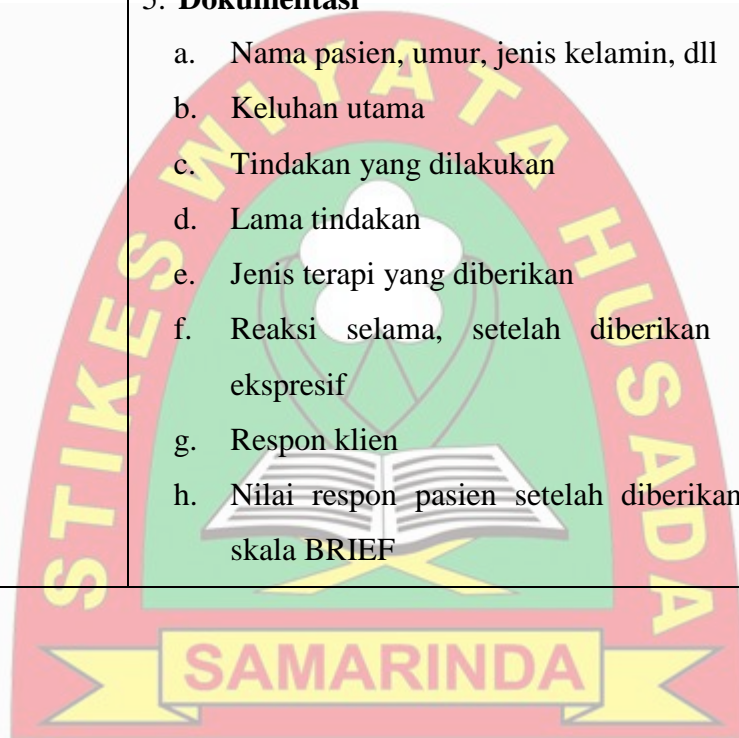 5. Dokumentasi
a. Nama pasien, umur, jenis kelamin, dll
b. Keluhan utama
c. Tindakan yang dilakukan
d. Lama tindakan
e. Jenis terapi yang diberikan
f. Reaksi selama, setelah diberikan
ekspresif
g. Respon klien
h. Nilai respon pasien setelah diberikan
skala BRIEF
STIKES WIYATA HUSADA
SAMARINDA